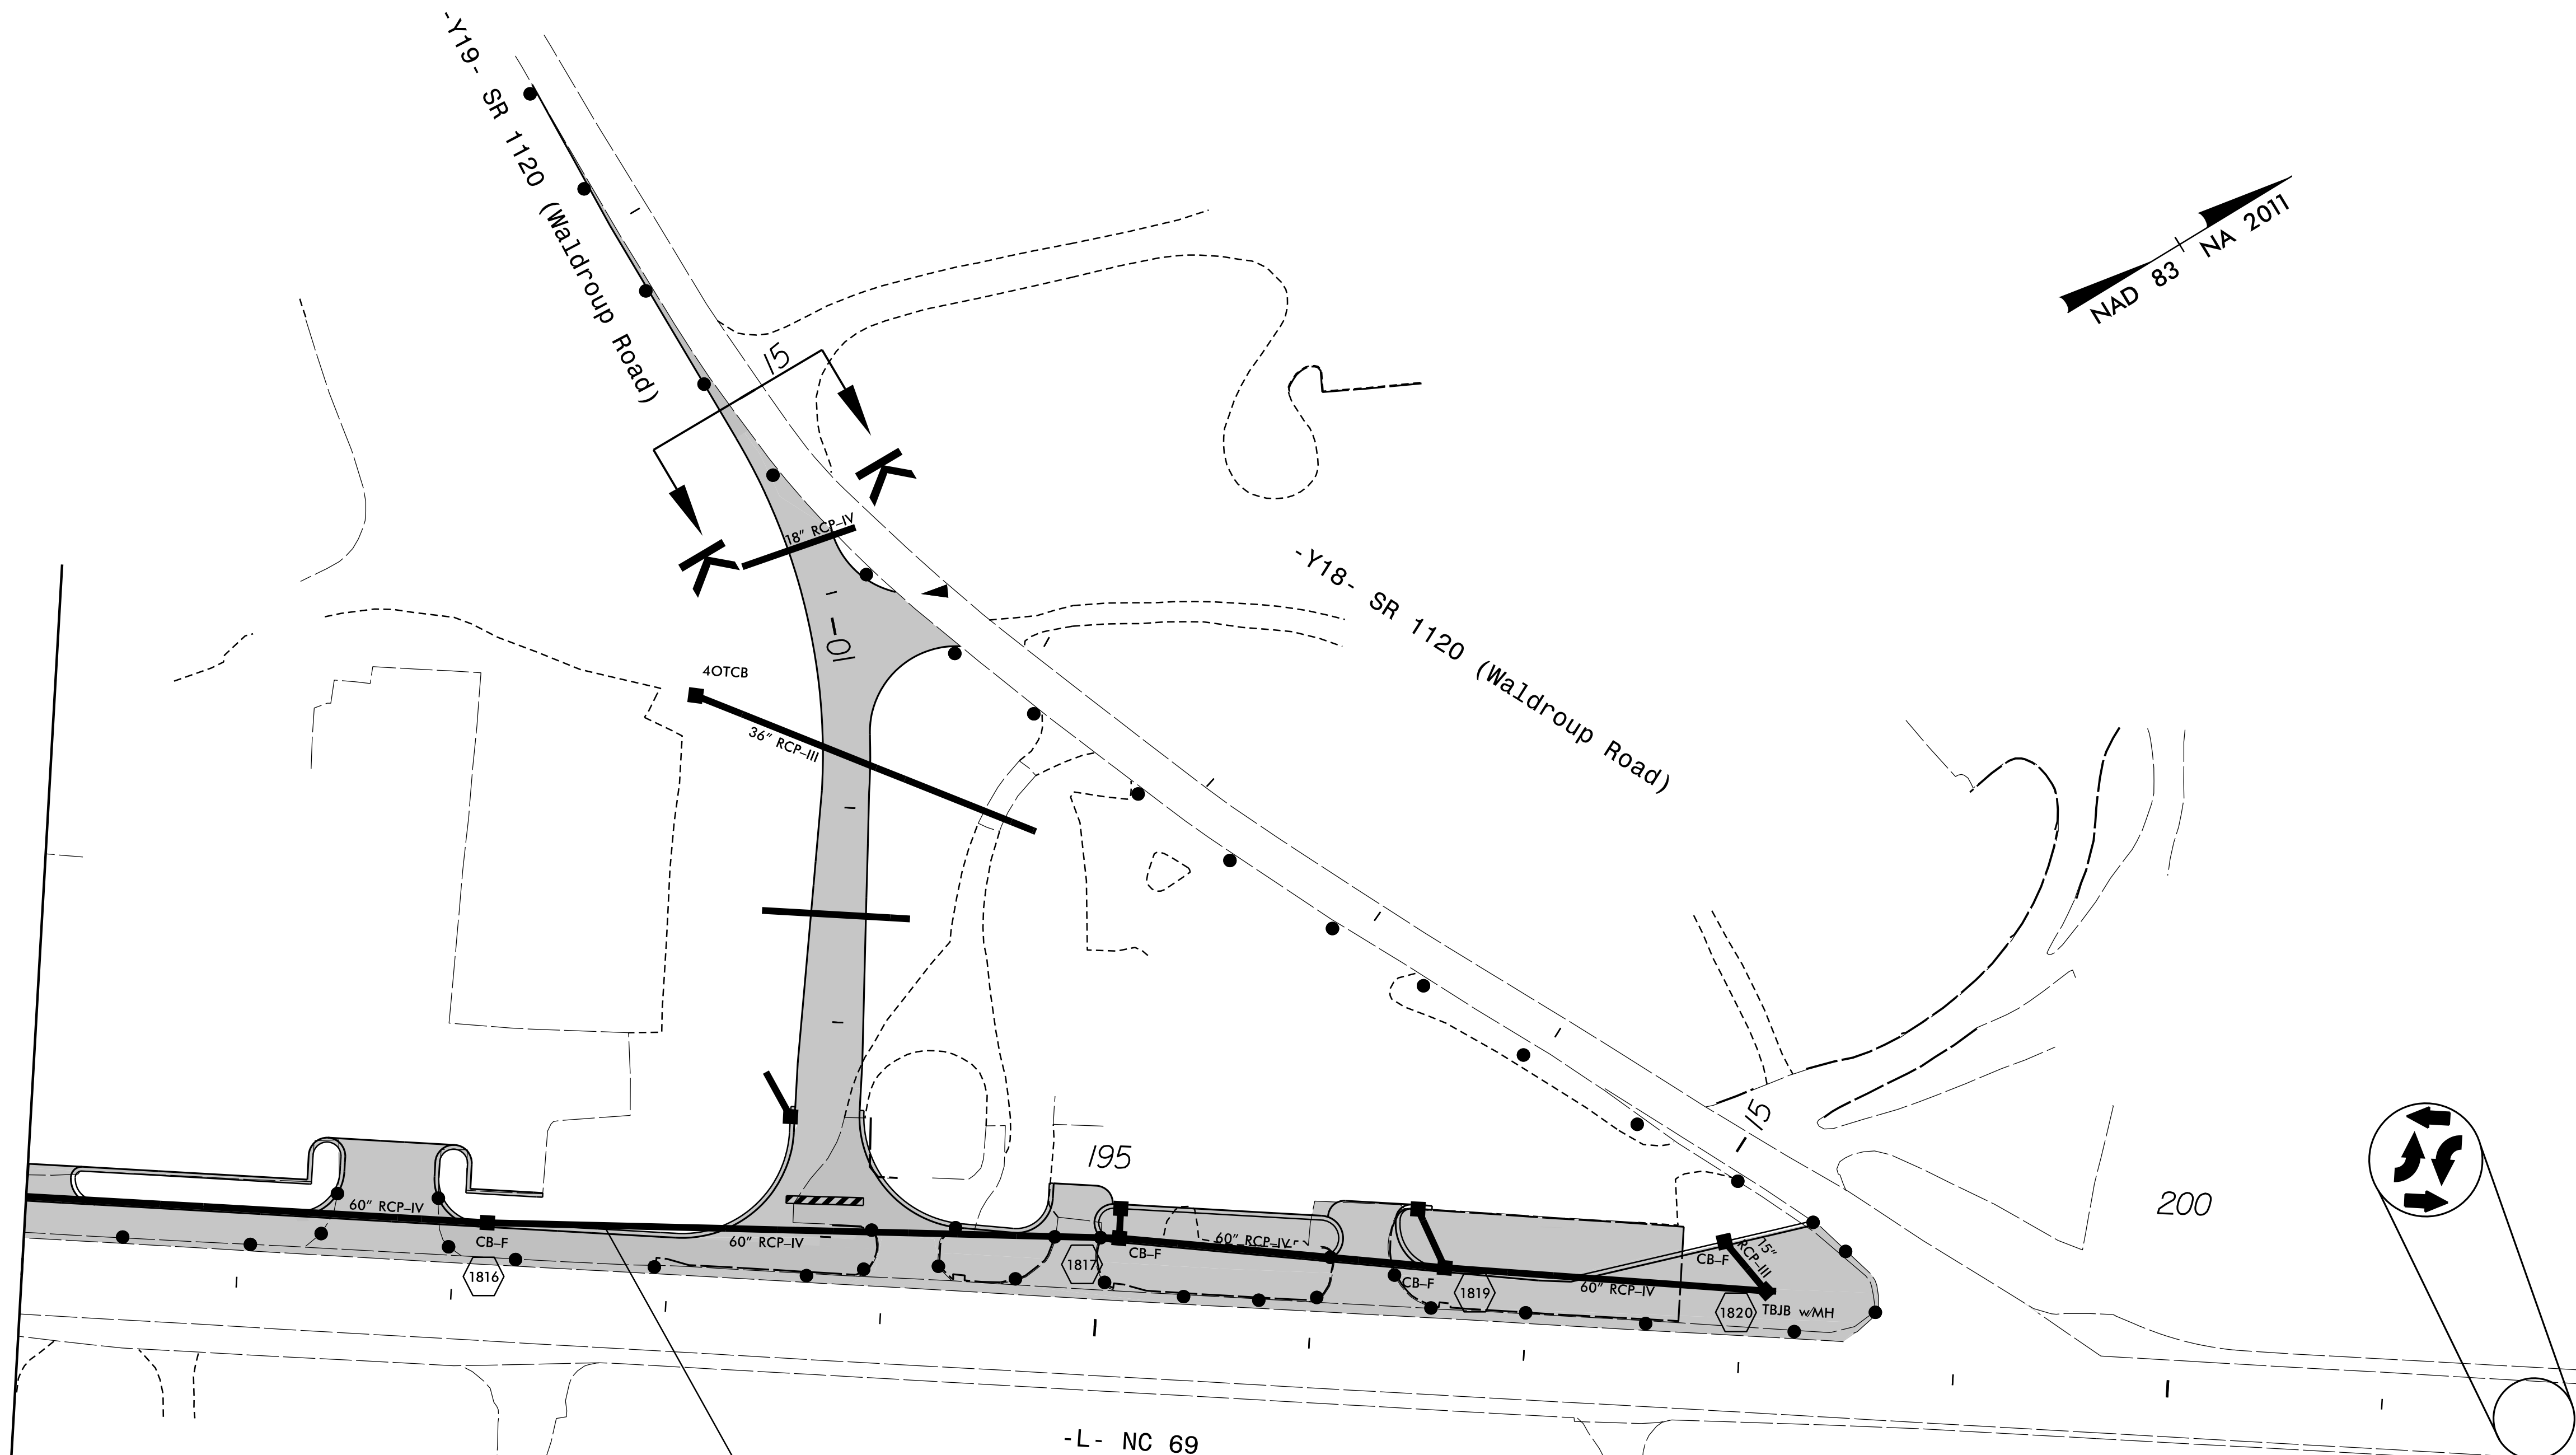 -Y19- SR 1120 (Waldroup Road)
NAD 83 NA 2011
15
K
K
18" RCP-IV
10
-Y18- SR 1120 (Waldroup Road)
4OTCB
36" RCP-III
15
195
200
60" RCP-IV
CB-F
1816
60" RCP-IV
1817
CB-F
60" RCP-IV
CB-F
1819
60" RCP-IV
CB-F
15"
RCP-III
1820
TBJB w/MH
-L- NC 69